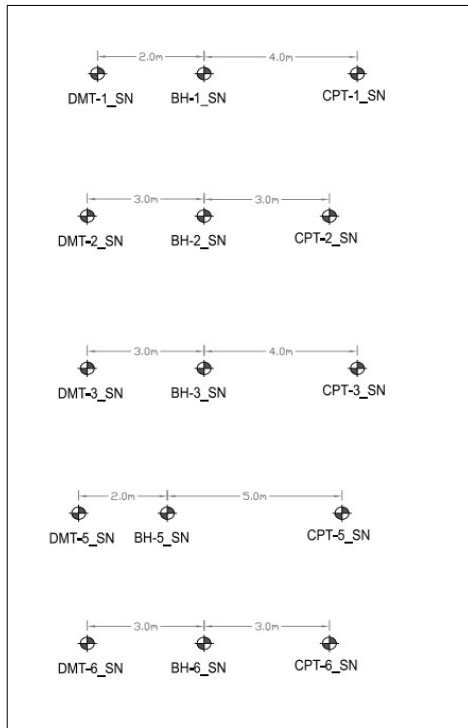 2.0m 4.0m
DMT-1_SN BH-1_SN CPT-1_SN
3.0m 3.0m
DMT-2_SN BH-2_SN CPT-2_SN
3.0m 4.0m
DMT-3_SN BH-3_SN CPT-3_SN
2.0m 5.0m
DMT-5_SN BH-5_SN CPT-5_SN
3.0m 3.0m
DMT-6_SN BH-6_SN CPT-6_SN